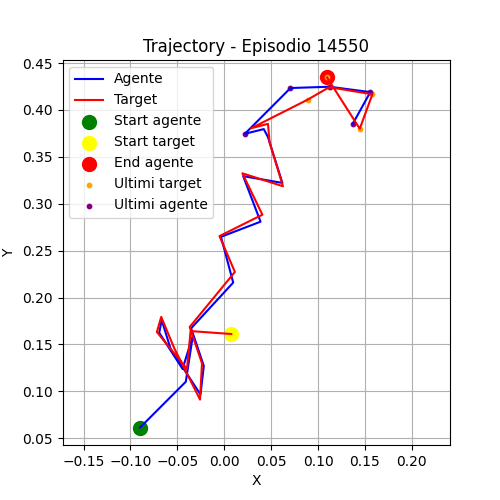 Trajectory - Episodio 14550
Agente
Target
Start agente
Start target
End agente
Ultimi target
Ultimi agente
0.45
0.40
0.35
0.30
0.25
0.20
0.15
0.10
0.05
Y
−0.15 −0.10 −0.05 0.00 0.05 0.10 0.15 0.20
X